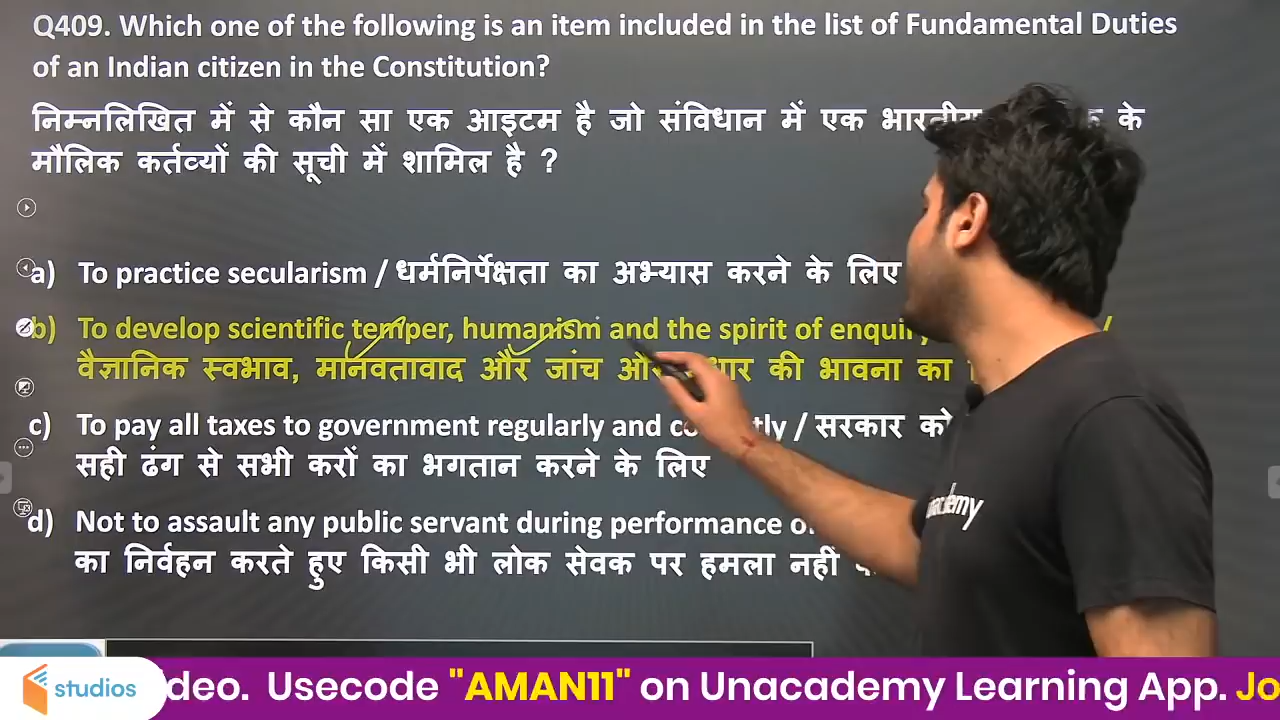 Q409. Which one of the following is an item included in the list of Fundamental Duties
of an Indian citizen in the Constitution?
निम्नलिखित में से कौन सा एक आइटम है जो संविधान में एक के
मौलिक कर्तव्यों की सूची में शामिल है ?
a) To practice secularism / धर्मनिर्पेक्षता का अभ्यास करने के लिए
b) To develop scientific temper, humanism and the spirit of /
वैज्ञानिक स्वभाव, मानवतावाद और जांच की भावना का
c) To pay all taxes to government regularly and / सरकार को
सही ढंग से सभी करों का भगतान करने के लिए
d) Not to assault any public servant during performance
का निर्वहन करते हुए किसी भी लोक सेवक पर हमला नहीं
unacademy
studios deo. Usecode "AMAN11" on Unacademy Learning App. Jo